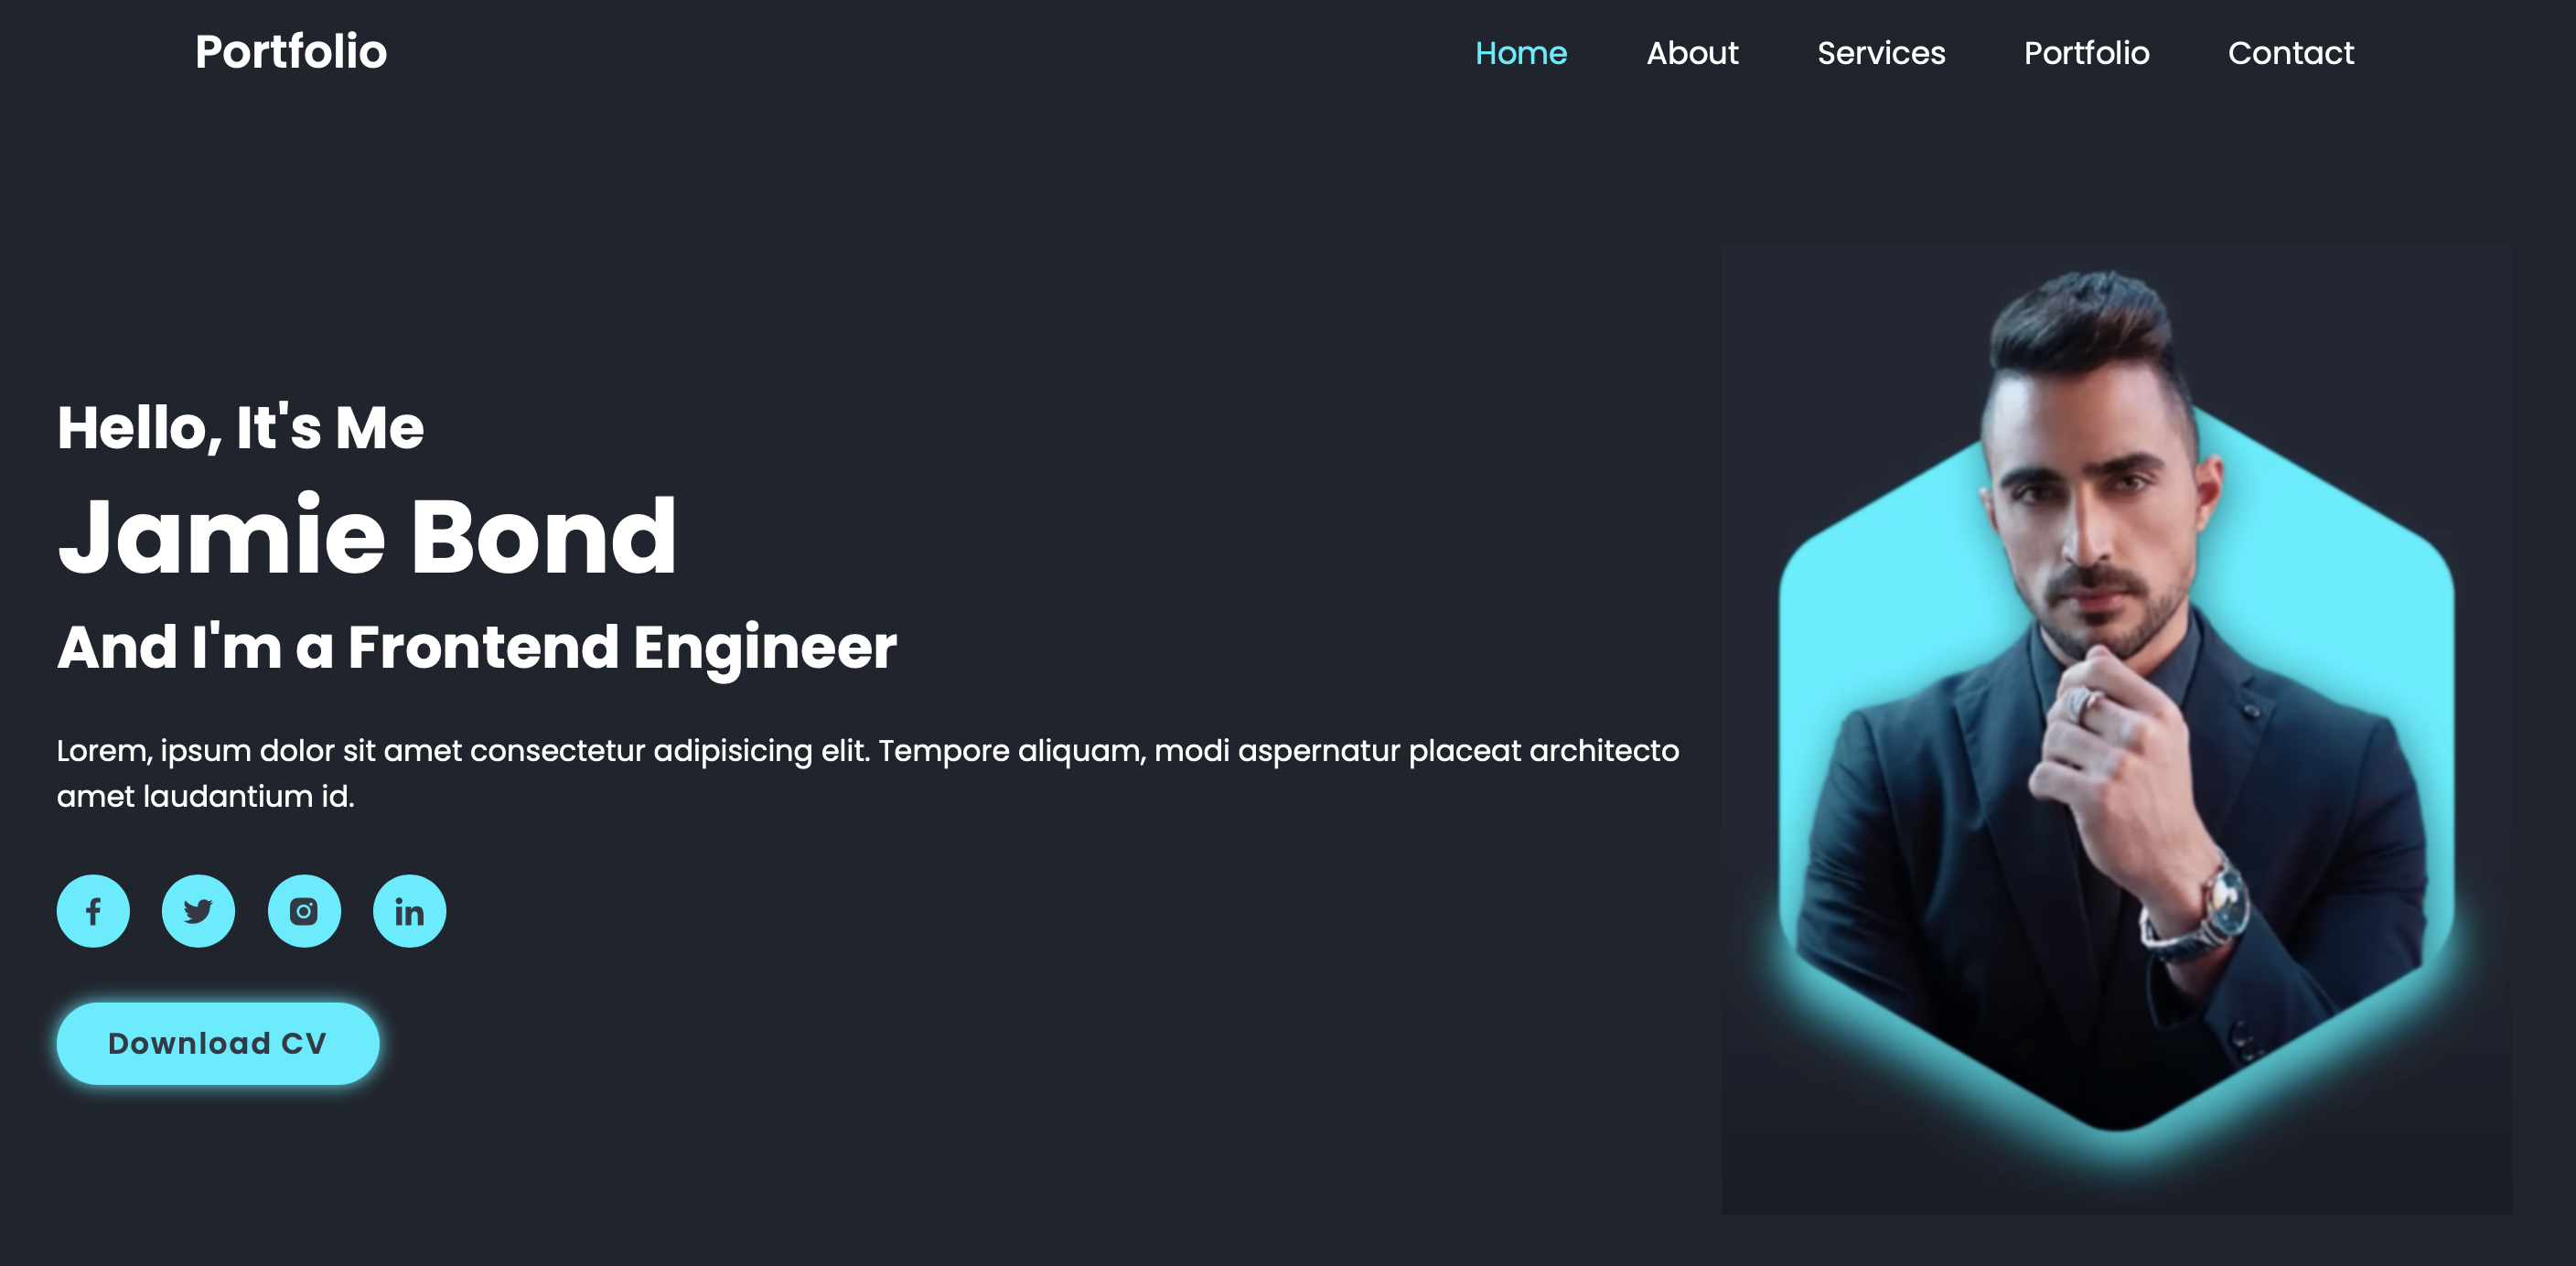 Portfolio
Home About Services Portfolio Contact
Hello, It's Me
Jamie Bond
And I'm a Frontend Engineer
Lorem, ipsum dolor sit amet consectetur adipisicing elit. Tempore aliquam, modi aspernatur placeat architecto
amet laudantium id.
Download CV